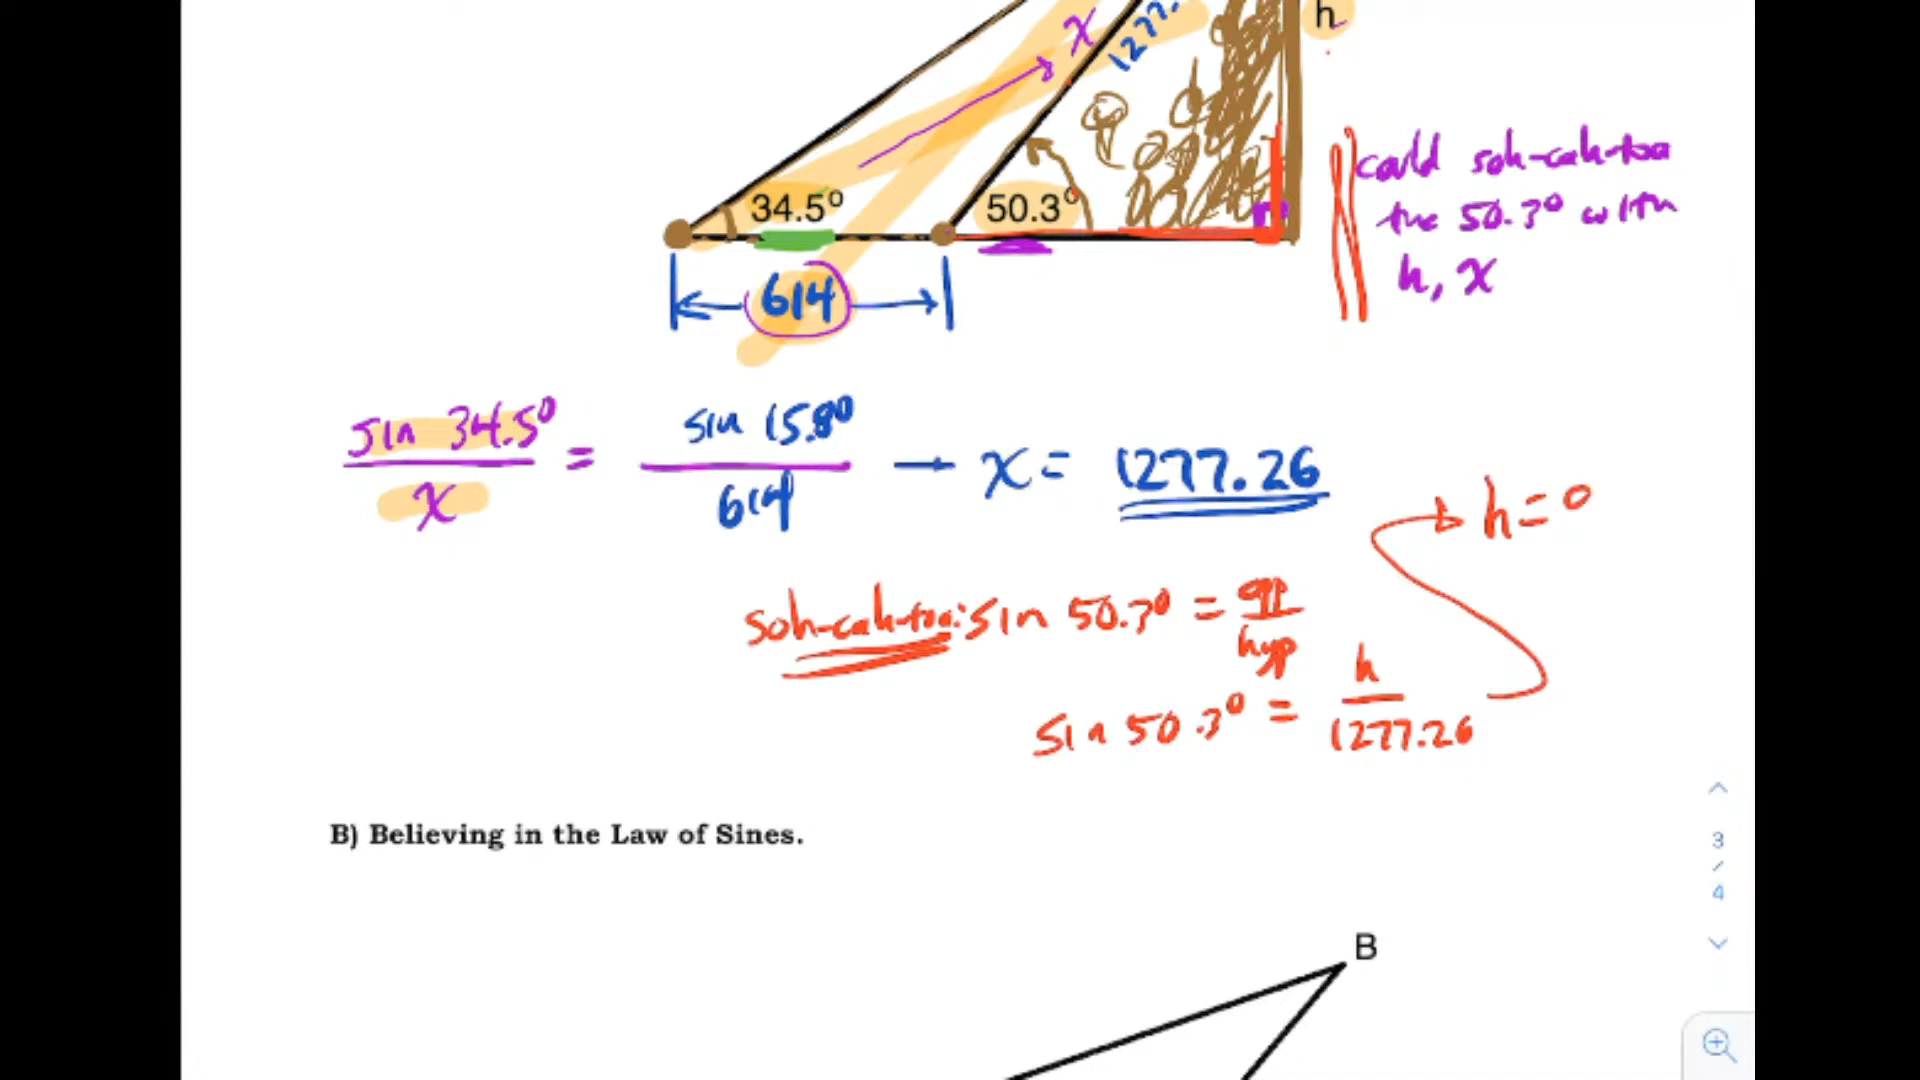 h
x
1277.
34.5°
50.3°
614
could soh-cah-toa
the 50.3° with
h, x
sin 34.5° / x = sin 15.8° / 614 → x = 1277.26
h = 0
soh-cah-toa: sin 50.3° = opp / hyp
sin 50.3° = h / 1277.26
B) Believing in the Law of Sines.
3
/
4
B